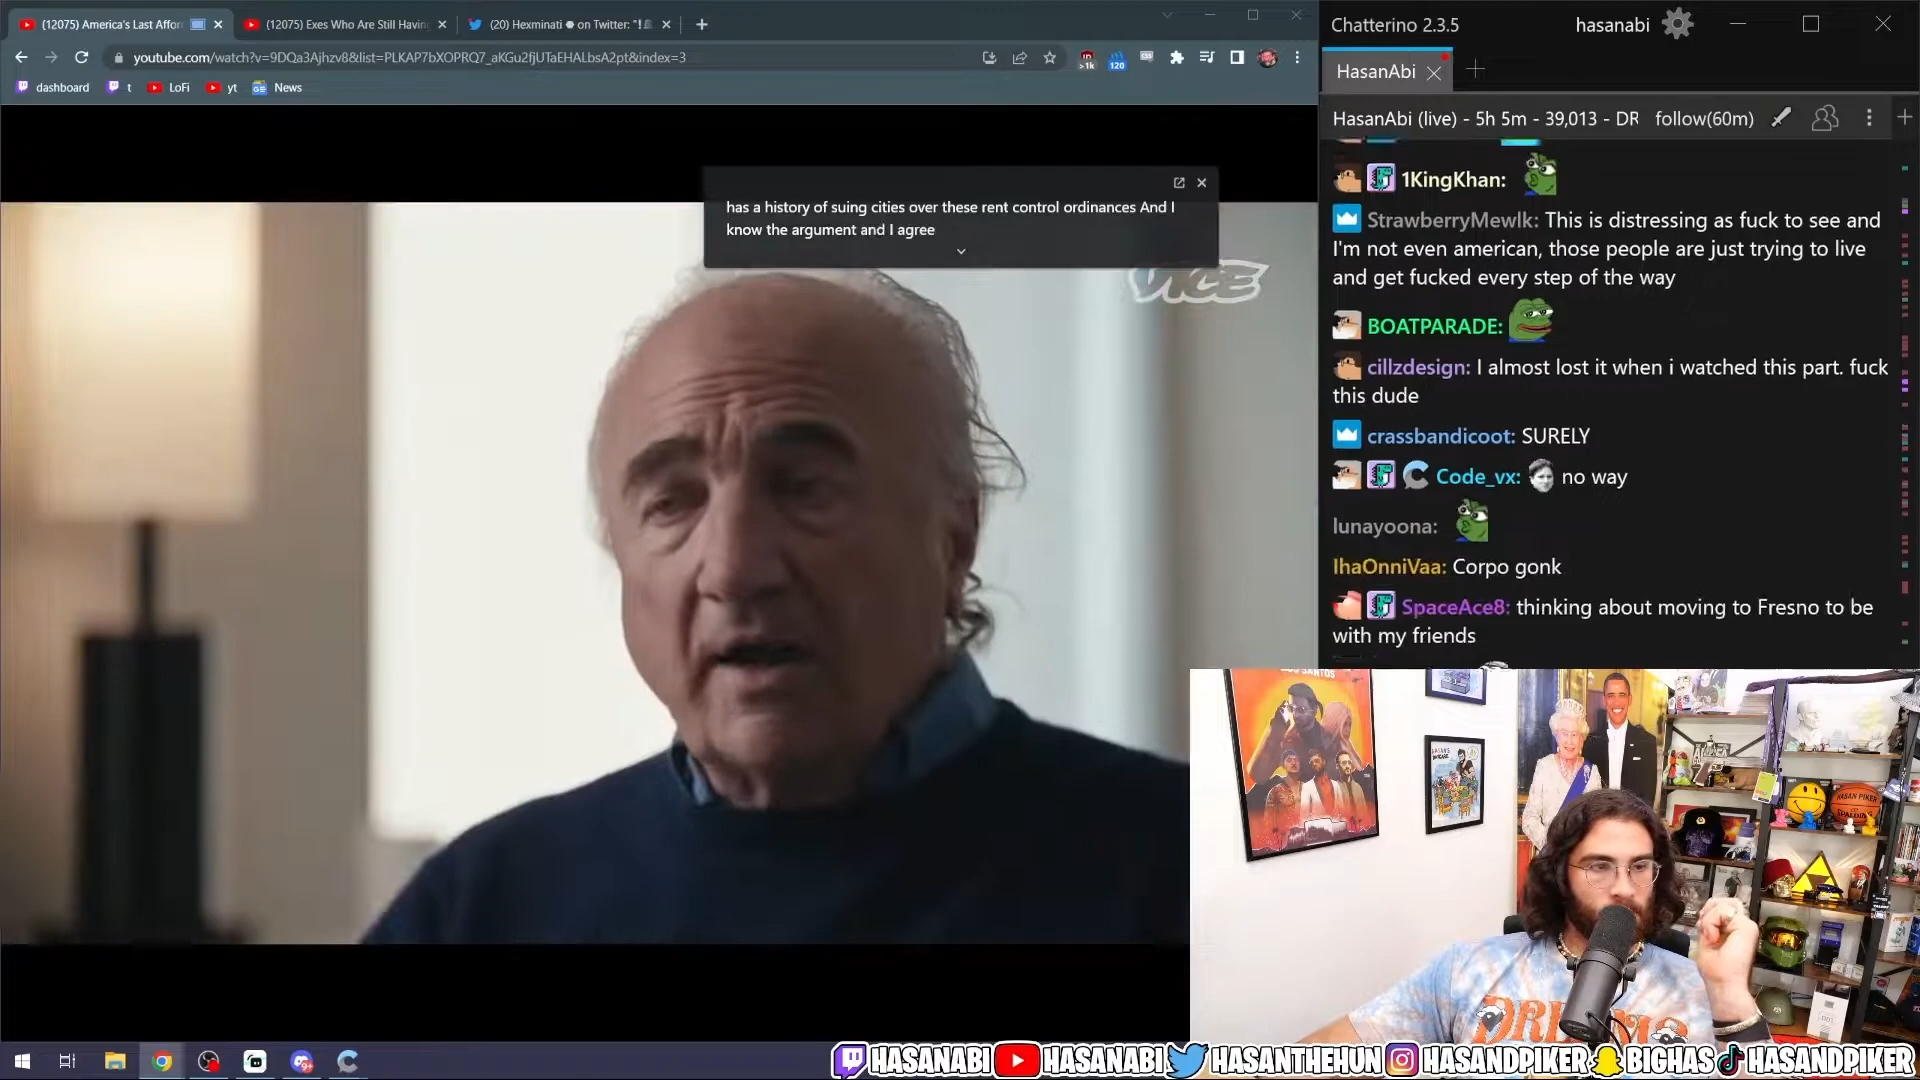 (12075) America's Last Affor
(12075) Exes Who Are Still Having
(20) Hexminati on Twitter: "!
youtube.com/watch?v=9DQa3Ajhzv8&list=PLKAP7bXOPRQ7_aKGu2fjUTaEHALbsA2pt&index=3
>1k
120
dashboard
t
LoFi
yt
News
has a history of suing cities over these rent control ordinances And I
know the argument and I agree
VICE
Chatterino 2.3.5
hasanabi
HasanAbi
HasanAbi (live) - 5h 5m - 39,013 - DR
follow(60m)
1KingKhan:
StrawberryMewlk: This is distressing as fuck to see and
I'm not even american, those people are just trying to live
and get fucked every step of the way
BOATPARADE:
cillzdesign: I almost lost it when i watched this part. fuck
this dude
crassbandicoot: SURELY
Code_vx: no way
lunayoona:
IhaOnniVaa: Corpo gonk
SpaceAce8: thinking about moving to Fresno to be
with my friends
HASAN PIKER
SPALDING
HASANABI HASANABI HASANTHEHUN HASANDPIKER BIGHAS HASANDPIKER